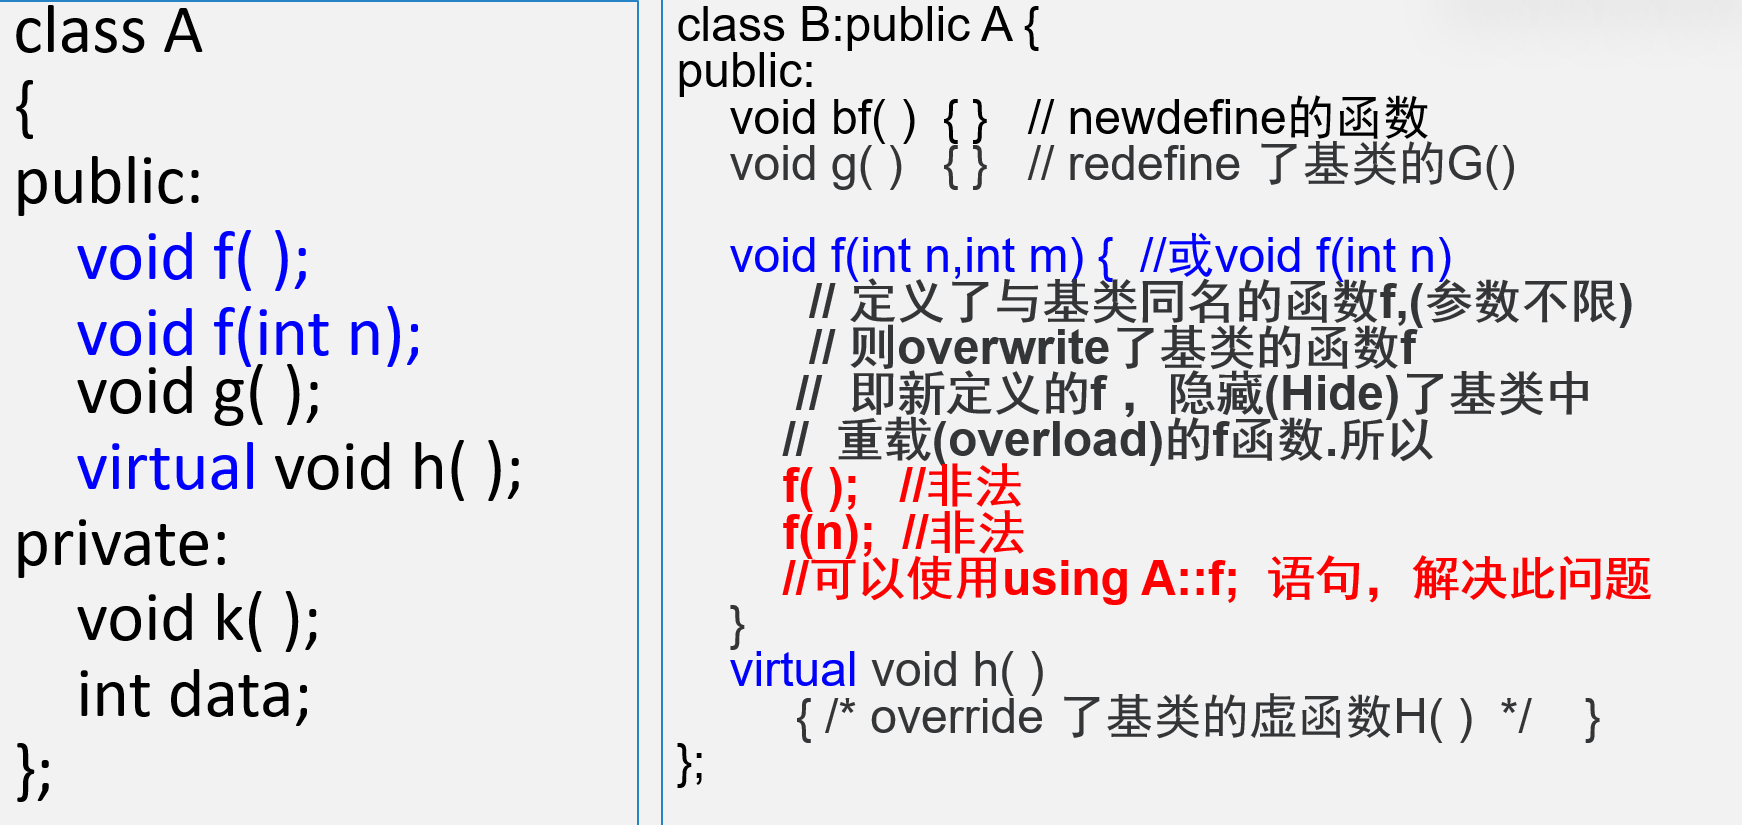 class A
{
public:
void f( );
void f(int n);
void g( );
virtual void h( );
private:
void k( );
int data;
};
class B:public A {
public:
void bf( ) { } // newdefine的函数
void g( ) { } // redefine 了基类的G()
void f(int n,int m) { //或void f(int n)
// 定义了与基类同名的函数f,(参数不限)
// 则overwrite了基类的函数f
// 即新定义的f ，隐藏(Hide)了基类中
// 重载(overload)的f函数.所以
f( ); //非法
f(n); //非法
//可以使用using A::f; 语句，解决此问题
}
virtual void h( )
{ /* override 了基类的虚函数H( ) */ }
};